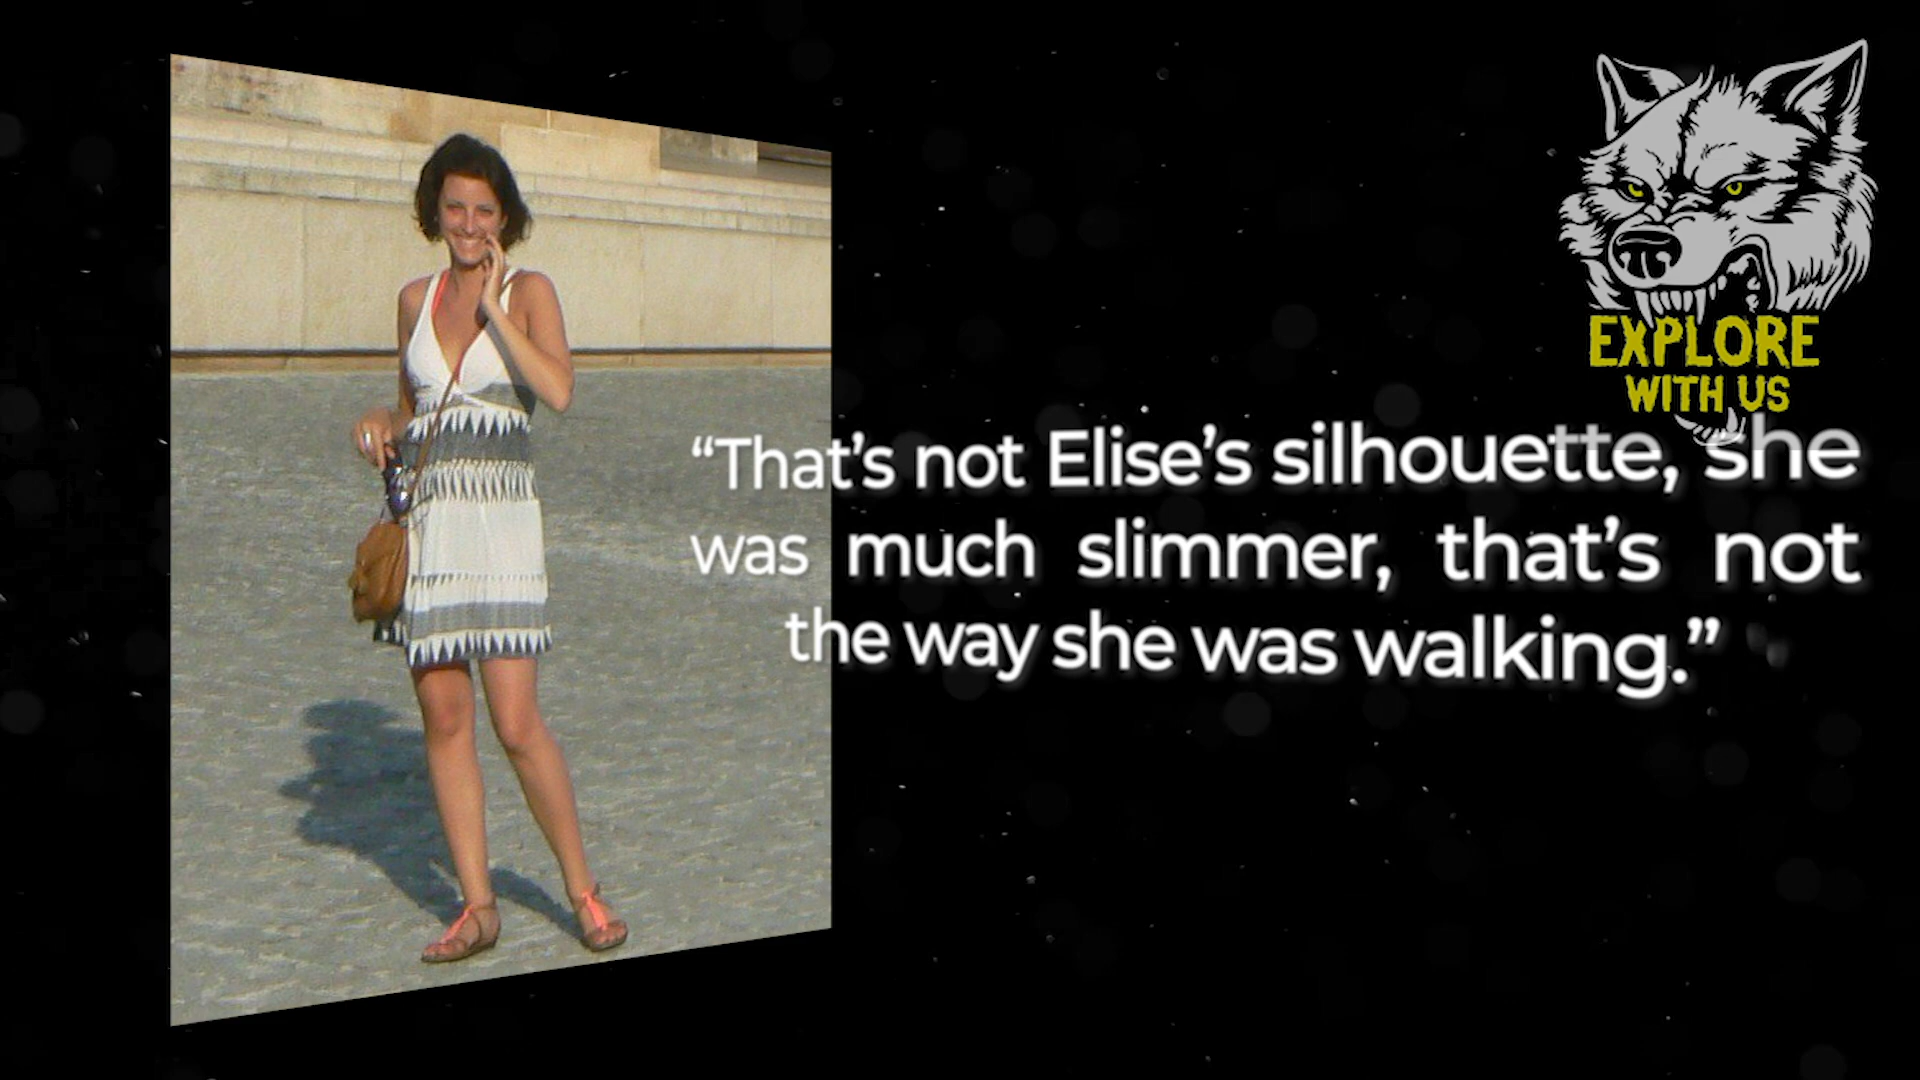 EXPLORE
WITH US
“That’s not Elise’s silhouette, she
was much slimmer, that’s not
the way she was walking.”